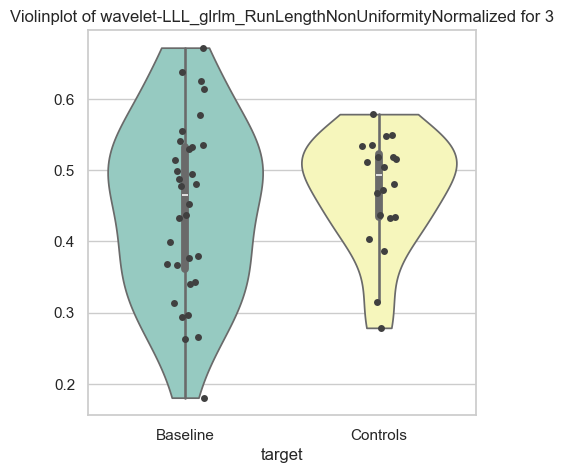 Violinplot of wavelet-LLL_glrlm_RunLengthNonUniformityNormalized for 3
0.6
0.5
0.4
0.3
0.2
Baseline Controls
target